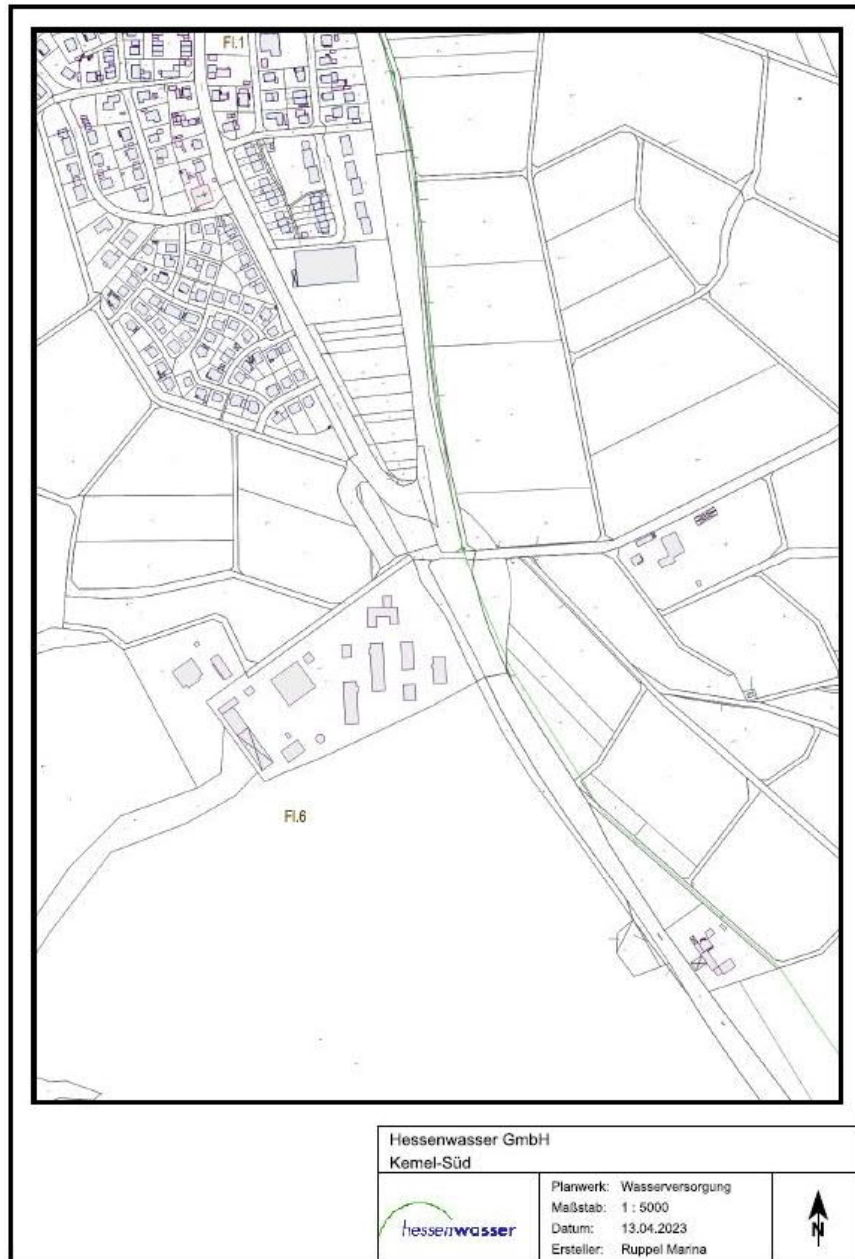 Fl.1
Fl.6
Hessenwasser GmbH
Kemel-Süd
hessenwasser
Planwerk: Wasserversorgung
Maßstab: 1 : 5000
Datum: 13.04.2023
Ersteller: Ruppel Marina
N